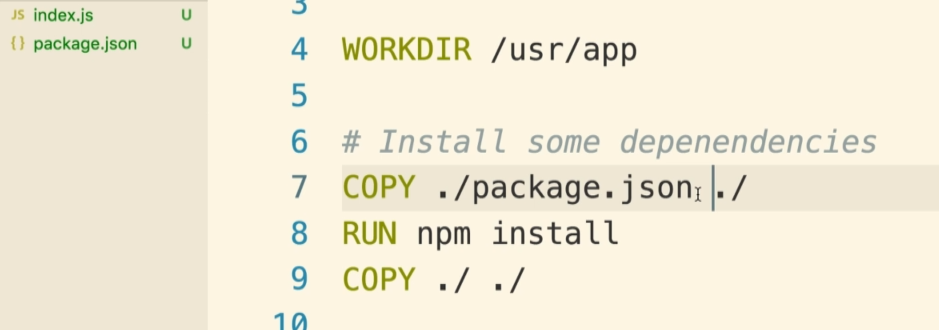 JS index.js U
{} package.json U
3
4 WORKDIR /usr/app
5
6 # Install some depenendencies
7 COPY ./package.json ./
8 RUN npm install
9 COPY ./ ./
10